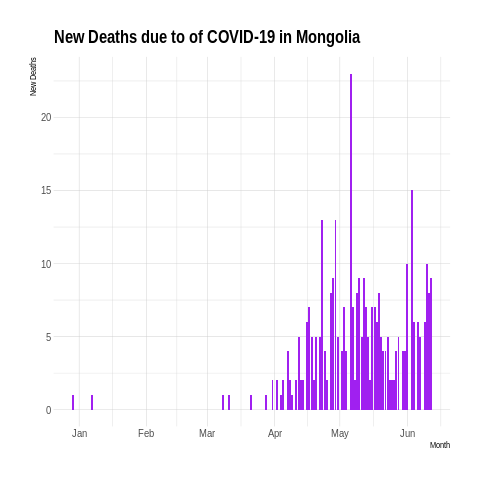 New Deaths due to of COVID-19 in Mongolia
New Deaths
20
15
10
5
0
Jan Feb Mar Apr May Jun
Month